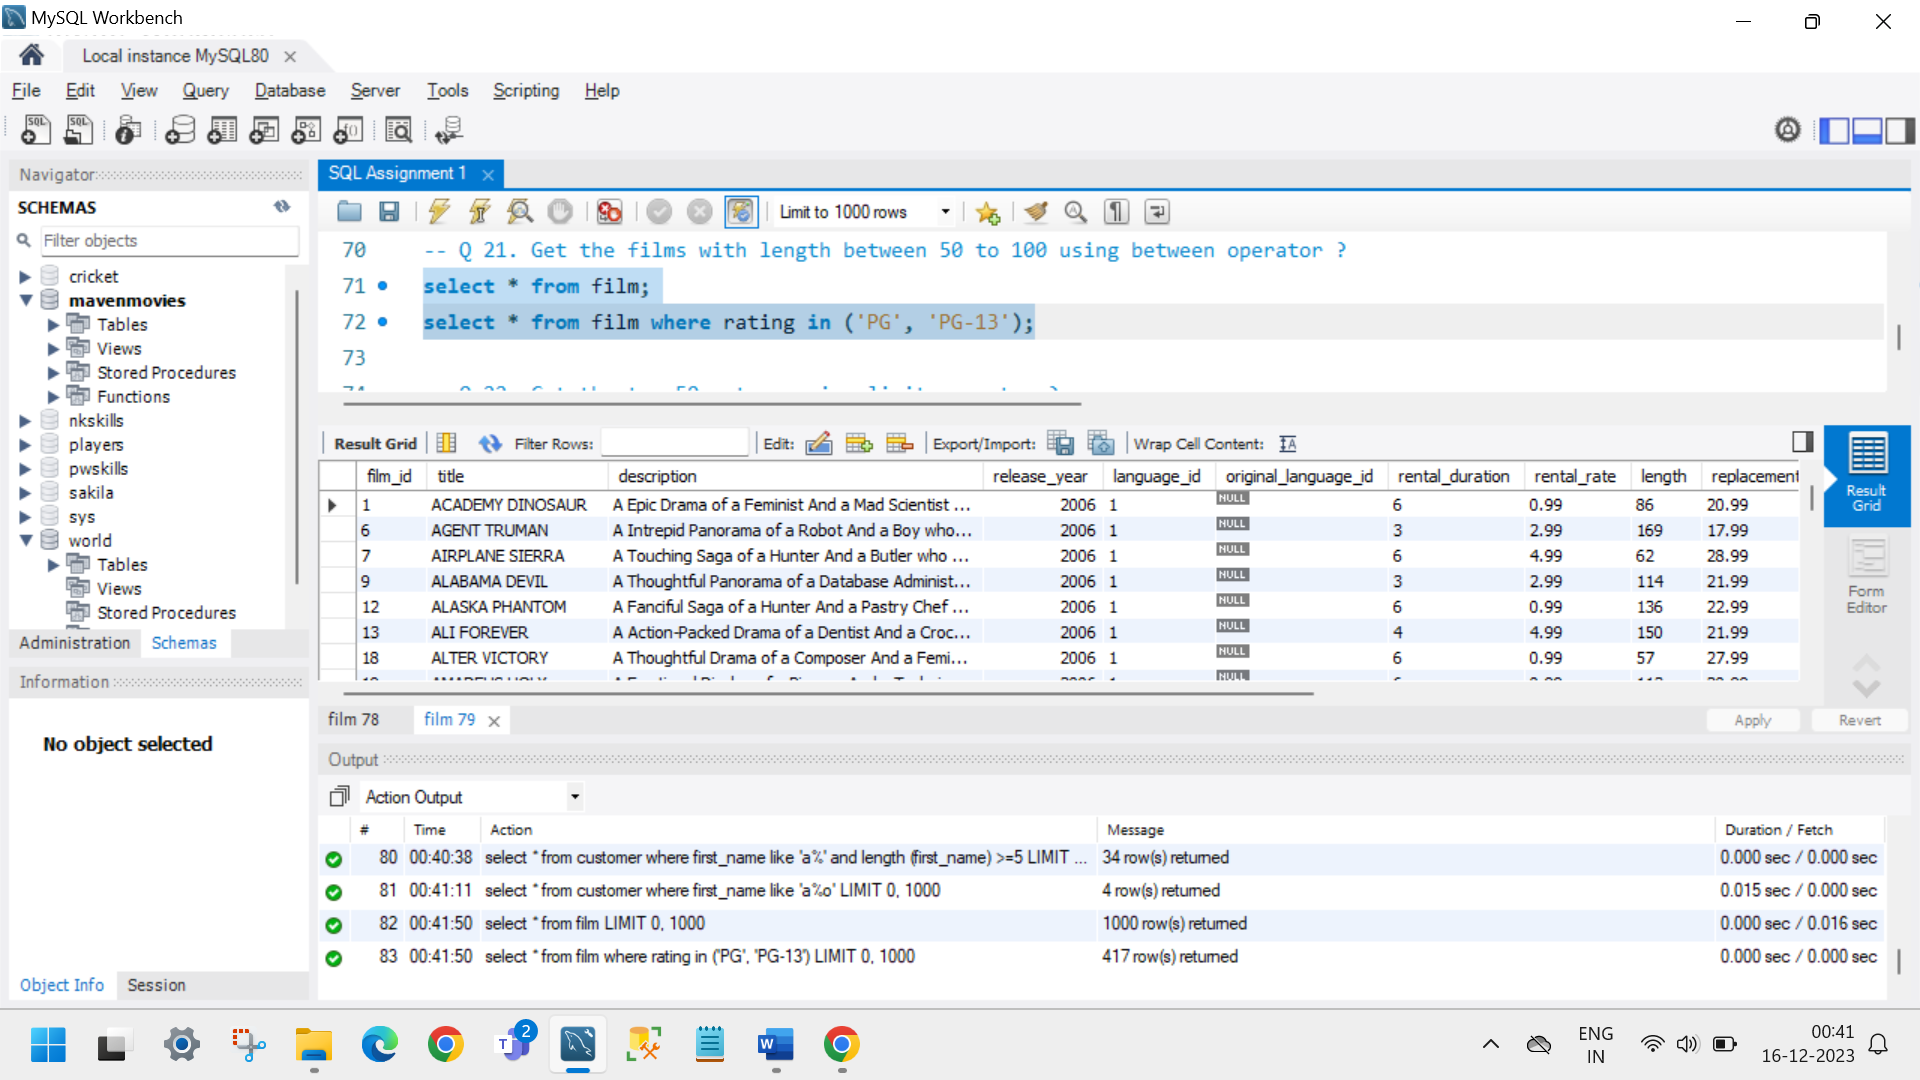 MySQL Workbench
Local instance MySQL80
File Edit View Query Database Server Tools Scripting Help
Navigator
SCHEMAS
Filter objects
cricket
mavenmovies
Tables
Views
Stored Procedures
Functions
nkskills
players
pwskills
sakila
sys
world
Tables
Views
Stored Procedures
Administration Schemas
Information
No object selected
Object Info Session
SQL Assignment 1
Limit to 1000 rows
70 -- Q 21. Get the films with length between 50 to 100 using between operator ?
71 select * from film;
72 select * from film where rating in ('PG', 'PG-13');
73
Result Grid Filter Rows: Edit: Export/Import: Wrap Cell Content:
film_id title description release_year language_id original_language_id rental_duration rental_rate length replacement
1 ACADEMY DINOSAUR A Epic Drama of a Feminist And a Mad Scientist ... 2006 1 NULL 6 0.99 86 20.99
6 AGENT TRUMAN A Intrepid Panorama of a Robot And a Boy who... 2006 1 NULL 3 2.99 169 17.99
7 AIRPLANE SIERRA A Touching Saga of a Hunter And a Butler who ... 2006 1 NULL 6 4.99 62 28.99
9 ALABAMA DEVIL A Thoughtful Panorama of a Database Administ... 2006 1 NULL 3 2.99 114 21.99
12 ALASKA PHANTOM A Fanciful Saga of a Hunter And a Pastry Chef ... 2006 1 NULL 6 0.99 136 22.99
13 ALI FOREVER A Action-Packed Drama of a Dentist And a Croc... 2006 1 NULL 4 4.99 150 21.99
18 ALTER VICTORY A Thoughtful Drama of a Composer And a Femi... 2006 1 NULL 6 0.99 57 27.99
NULL
Result Grid
Form Editor
film 78 film 79
Apply Revert
Output
Action Output
# Time Action Message Duration / Fetch
80 00:40:38 select * from customer where first_name like 'a%' and length (first_name) >=5 LIMIT ... 34 row(s) returned 0.000 sec / 0.000 sec
81 00:41:11 select * from customer where first_name like 'a%o' LIMIT 0, 1000 4 row(s) returned 0.015 sec / 0.000 sec
82 00:41:50 select * from film LIMIT 0, 1000 1000 row(s) returned 0.000 sec / 0.016 sec
83 00:41:50 select * from film where rating in ('PG', 'PG-13') LIMIT 0, 1000 417 row(s) returned 0.000 sec / 0.000 sec
2
ENG
IN
00:41
16-12-2023